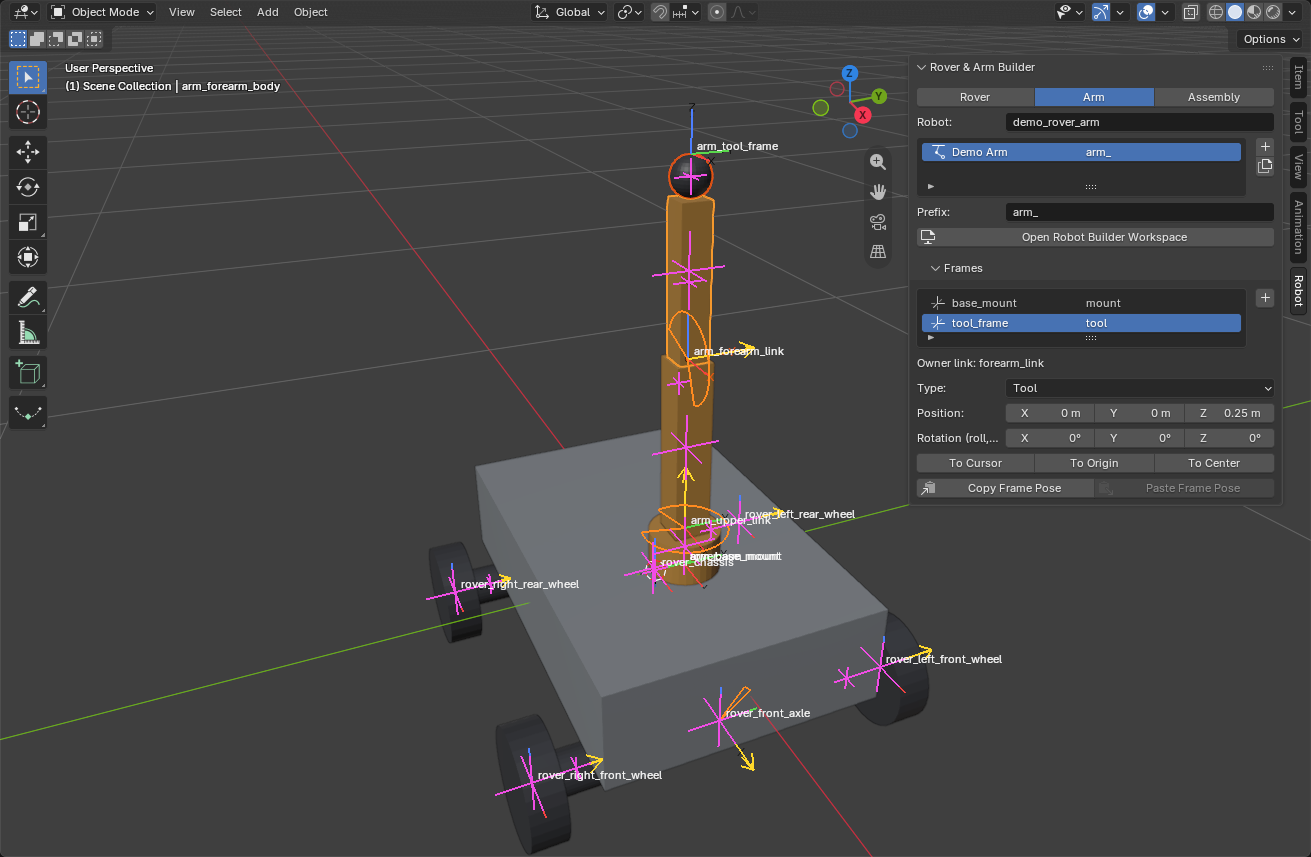 Object Mode View Select Add Object Global
Options
User Perspective
(1) Scene Collection | arm_forearm_body
Z
Y
X
arm_tool_frame
arm_forearm_link
rover_left_rear_wheel
arm_upper_link
rover_chassis
rover_right_rear_wheel
rover_left_front_wheel
rover_front_axle
rover_right_front_wheel
Rover & Arm Builder
Rover Arm Assembly
Robot: demo_rover_arm
Demo Arm arm_
Prefix: arm_
Open Robot Builder Workspace
Frames
base_mount mount
tool_frame tool
Owner link: forearm_link
Type: Tool
Position: X 0 m Y 0 m Z 0.25 m
Rotation (roll,... X 0° Y 0° Z 0°
To Cursor To Origin To Center
Copy Frame Pose Paste Frame Pose
Item
Tool
View
Animation
Robot